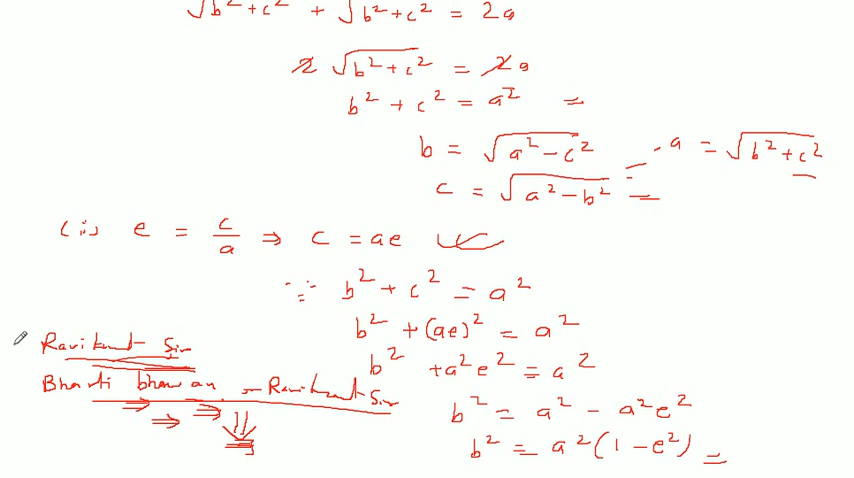 √b²+c² + √b²+c² = 2a
2 √b²+c² = 2a
b² + c² = a² =
b = √a²-c²
a = √b²+c²
c = √a²-b²
(ii) e = c/a ⇒ c = ae
∵ b² + c² = a²
b² + (ae)² = a²
b² + a²e² = a²
b² = a² - a²e²
b² = a²(1-e²) =
Ravikant Sir
Bharti bhawan - Ravikant Sir